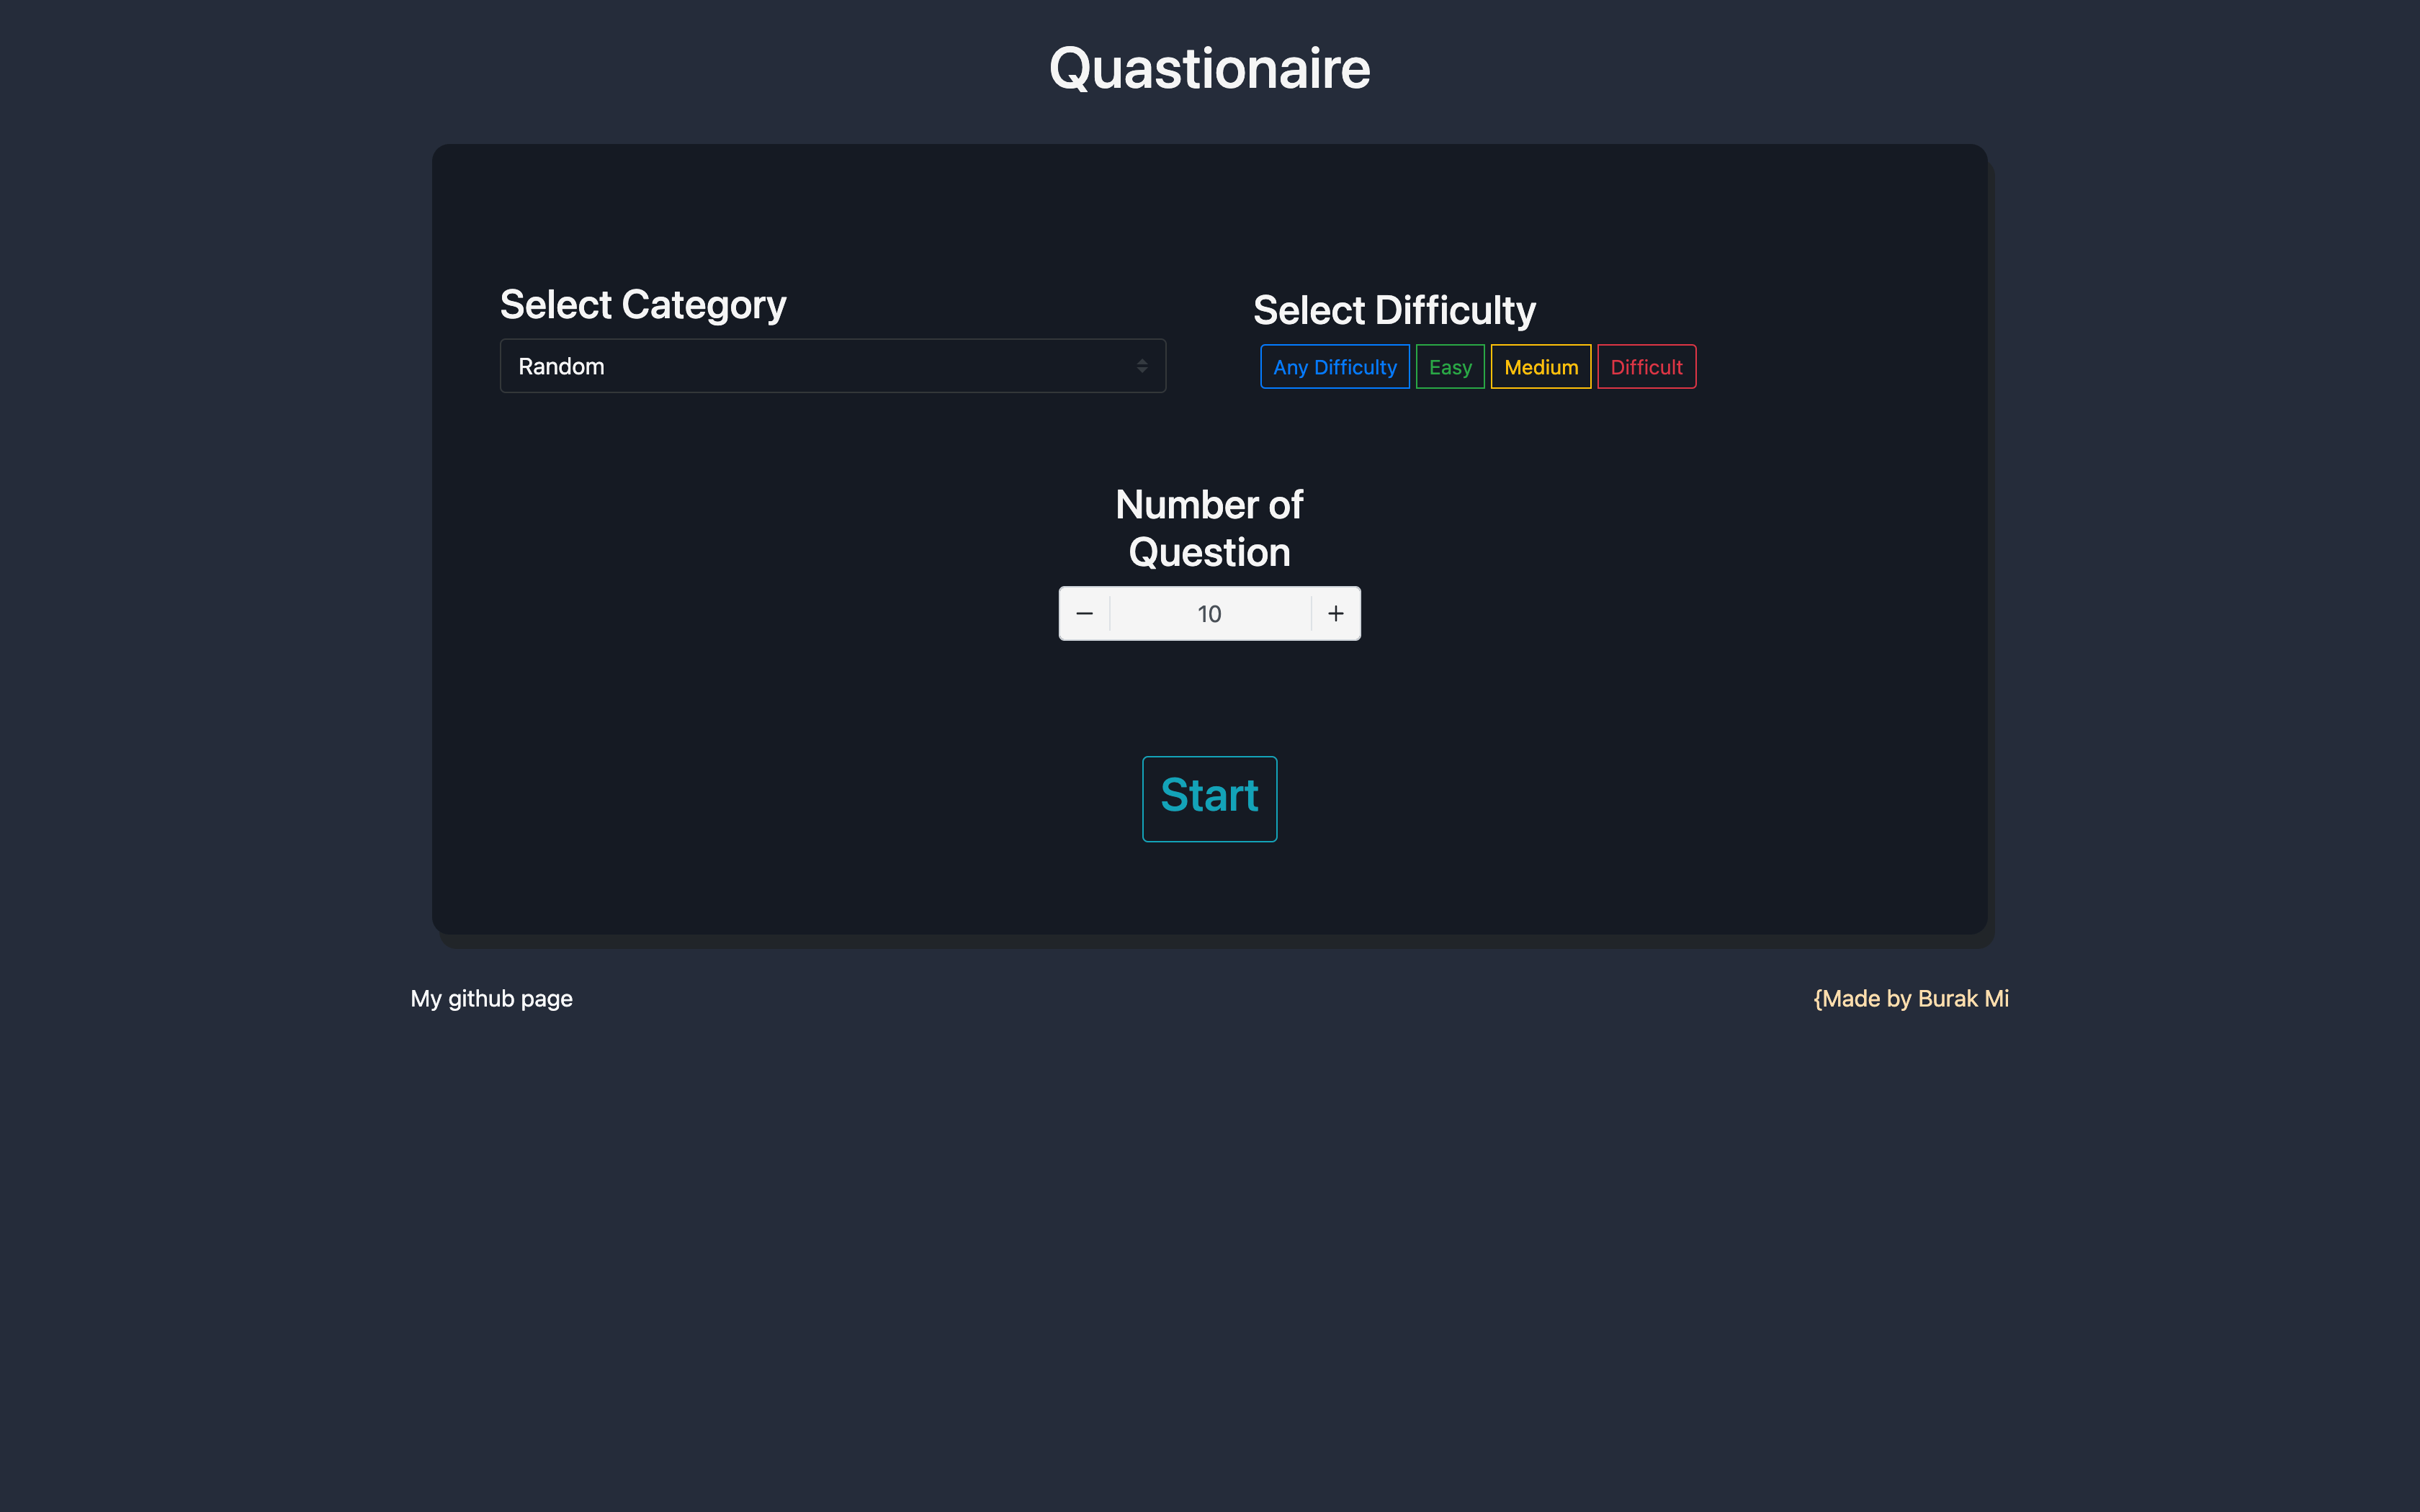 Quastionaire
Select Category
Random
Select Difficulty
Any Difficulty Easy Medium Difficult
Number of
Question
− 10 +
Start
My github page
{Made by Burak Mi